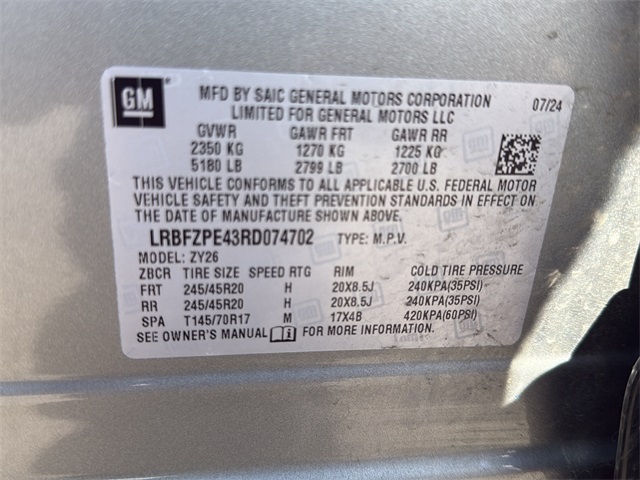 GM
MFD BY SAIC GENERAL MOTORS CORPORATION 07/24
LIMITED FOR GENERAL MOTORS LLC
GVWR GAWR FRT GAWR RR
2350 KG 1270 KG 1225 KG
5180 LB 2799 LB 2700 LB
THIS VEHICLE CONFORMS TO ALL APPLICABLE U.S. FEDERAL MOTOR
VEHICLE SAFETY AND THEFT PREVENTION STANDARDS IN EFFECT ON
THE DATE OF MANUFACTURE SHOWN ABOVE.
LRBFZPE43RD074702 TYPE: M.P.V.
MODEL: ZY26
ZBCR TIRE SIZE SPEED RTG RIM COLD TIRE PRESSURE
FRT 245/45R20 H 20X8.5J 240KPA(35PSI)
RR 245/45R20 H 20X8.5J 240KPA(35PSI)
SPA T145/70R17 M 17X4B 420KPA(60PSI)
SEE OWNER'S MANUAL FOR MORE INFORMATION.